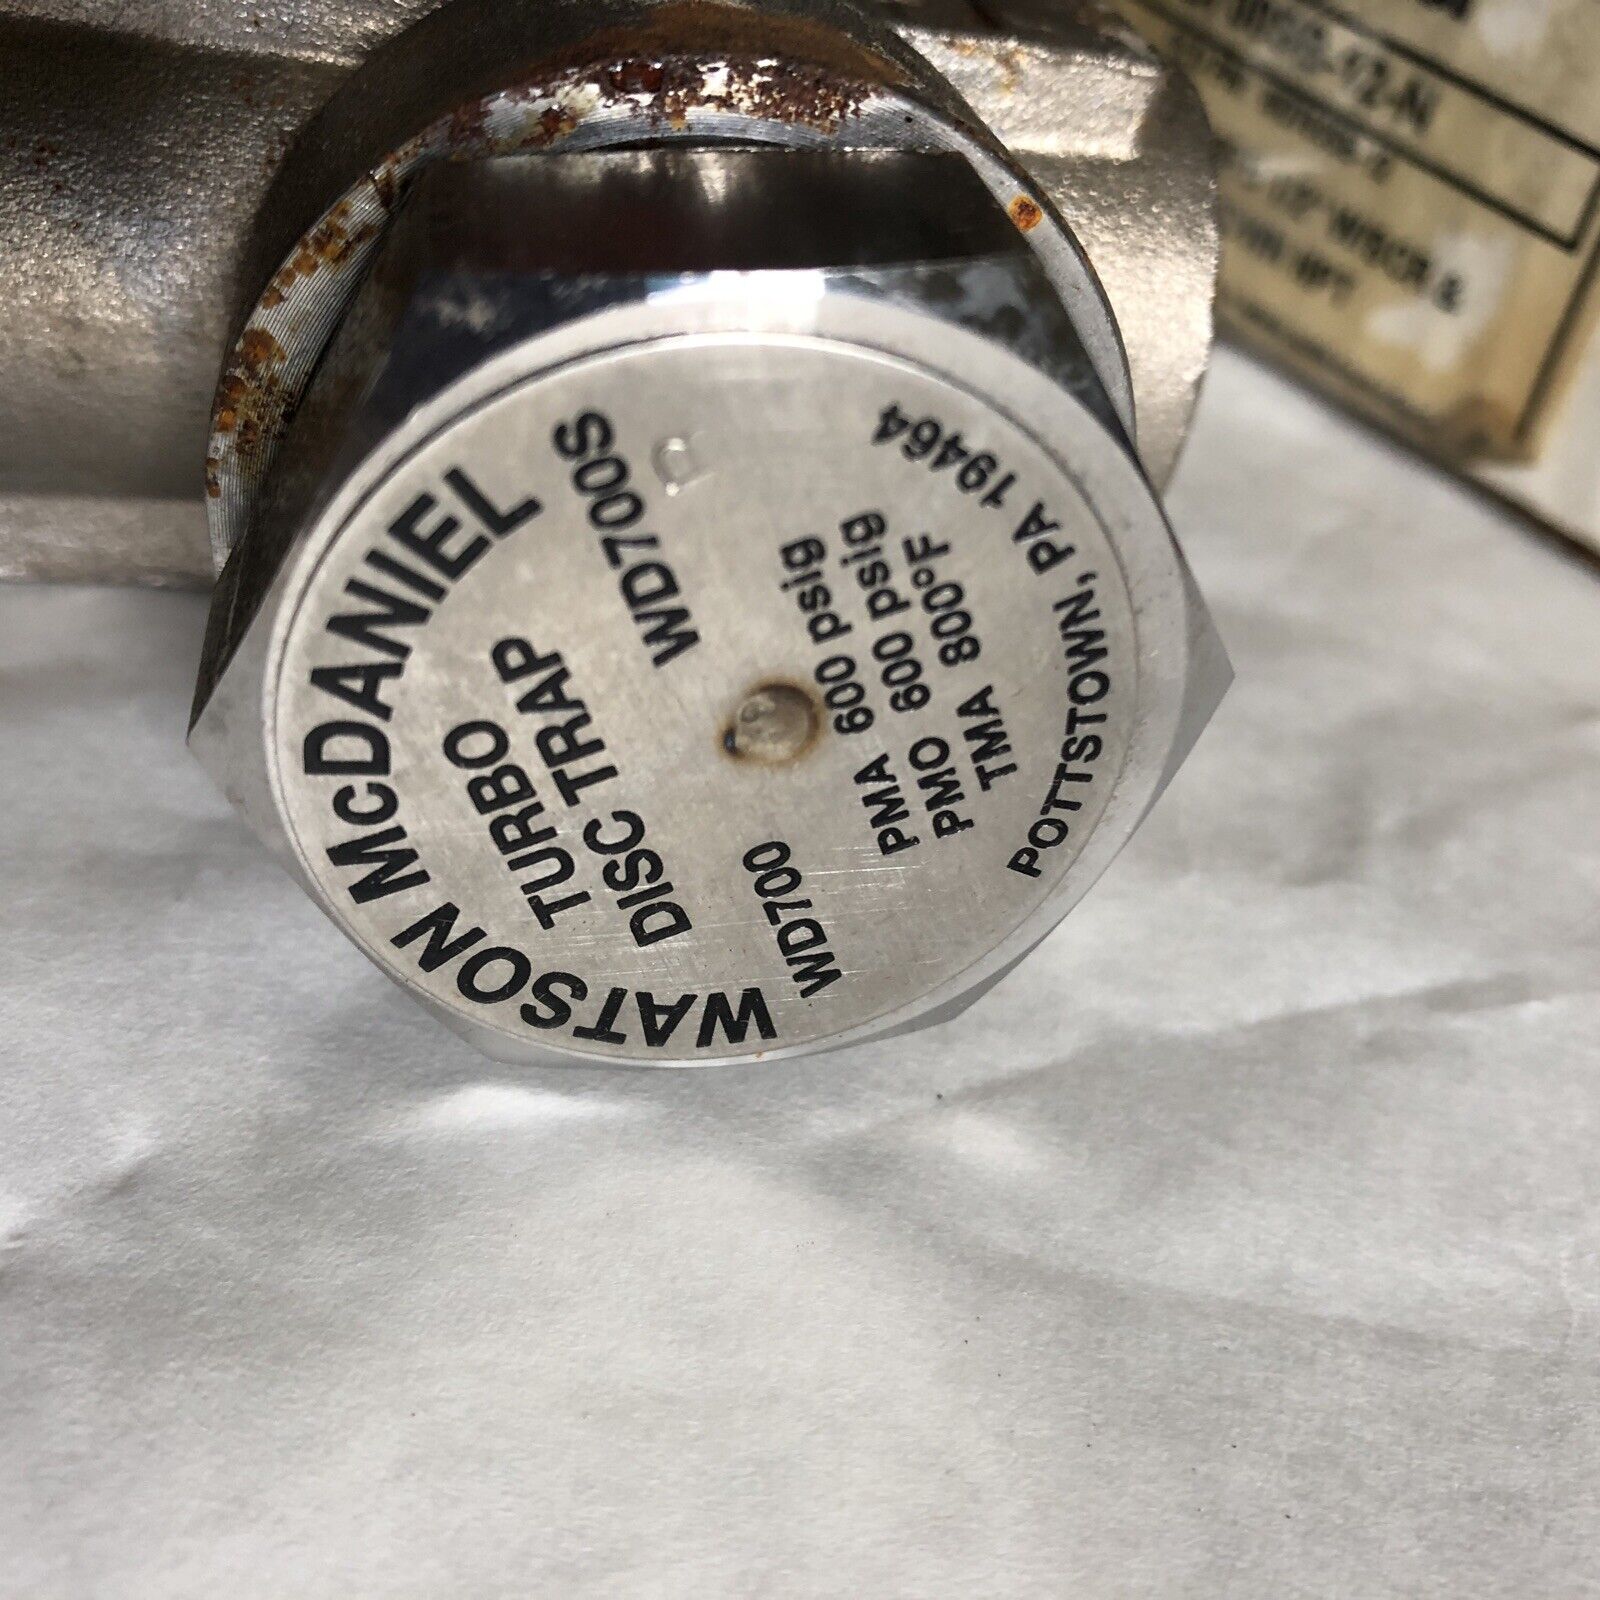 WATSON McDANIEL
TURBO
DISC TRAP
WD700 WD700S
PMA 600 psig
PMO 600 psig
TMA 800°F
POTTSTOWN, PA 19464